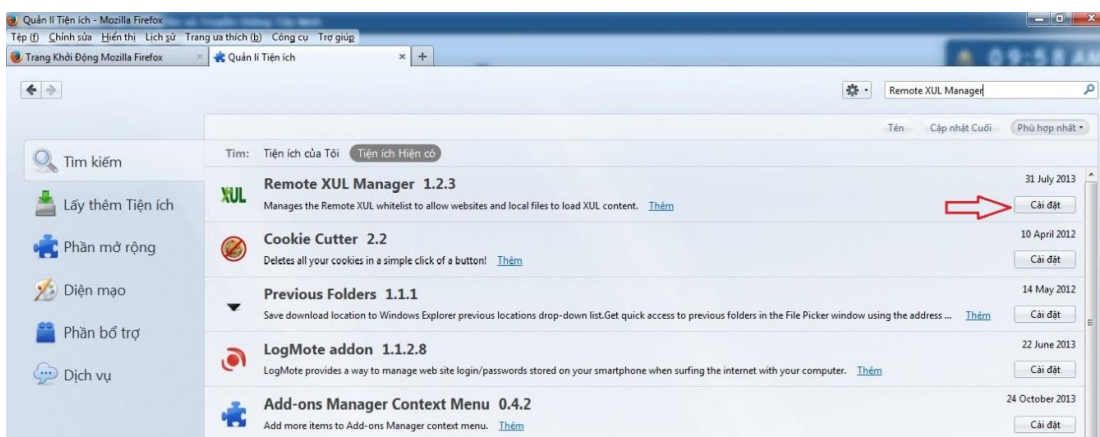 Quản lí Tiện ích - Mozilla Firefox
Tệp (f) Chỉnh sửa Hiển thị Lịch sử Trang ưa thích (b) Công cụ Trợ giúp
Trang Khởi Động Mozilla Firefox Quản lí Tiện ích
09:58 AM
Remote XUL Manager
Tên Cập nhật Cuối Phù hợp nhất
Tìm kiếm
Lấy thêm Tiện ích
Phần mở rộng
Diện mạo
Phần bổ trợ
Dịch vụ
Tìm: Tiện ích của Tôi Tiện ích Hiện có
XUL
Remote XUL Manager 1.2.3 31 July 2013
Manages the Remote XUL whitelist to allow websites and local files to load XUL content. Thêm Cài đặt
Cookie Cutter 2.2 10 April 2012
Deletes all your cookies in a simple click of a button! Thêm Cài đặt
Previous Folders 1.1.1 14 May 2012
Save download location to Windows Explorer previous locations drop-down list.Get quick access to previous folders in the File Picker window using the address ... Thêm Cài đặt
LogMote addon 1.1.2.8 22 June 2013
LogMote provides a way to manage web site login/passwords stored on your smartphone when surfing the internet with your computer. Thêm Cài đặt
Add-ons Manager Context Menu 0.4.2 24 October 2013
Add more items to Add-ons Manager context menu. Thêm Cài đặt